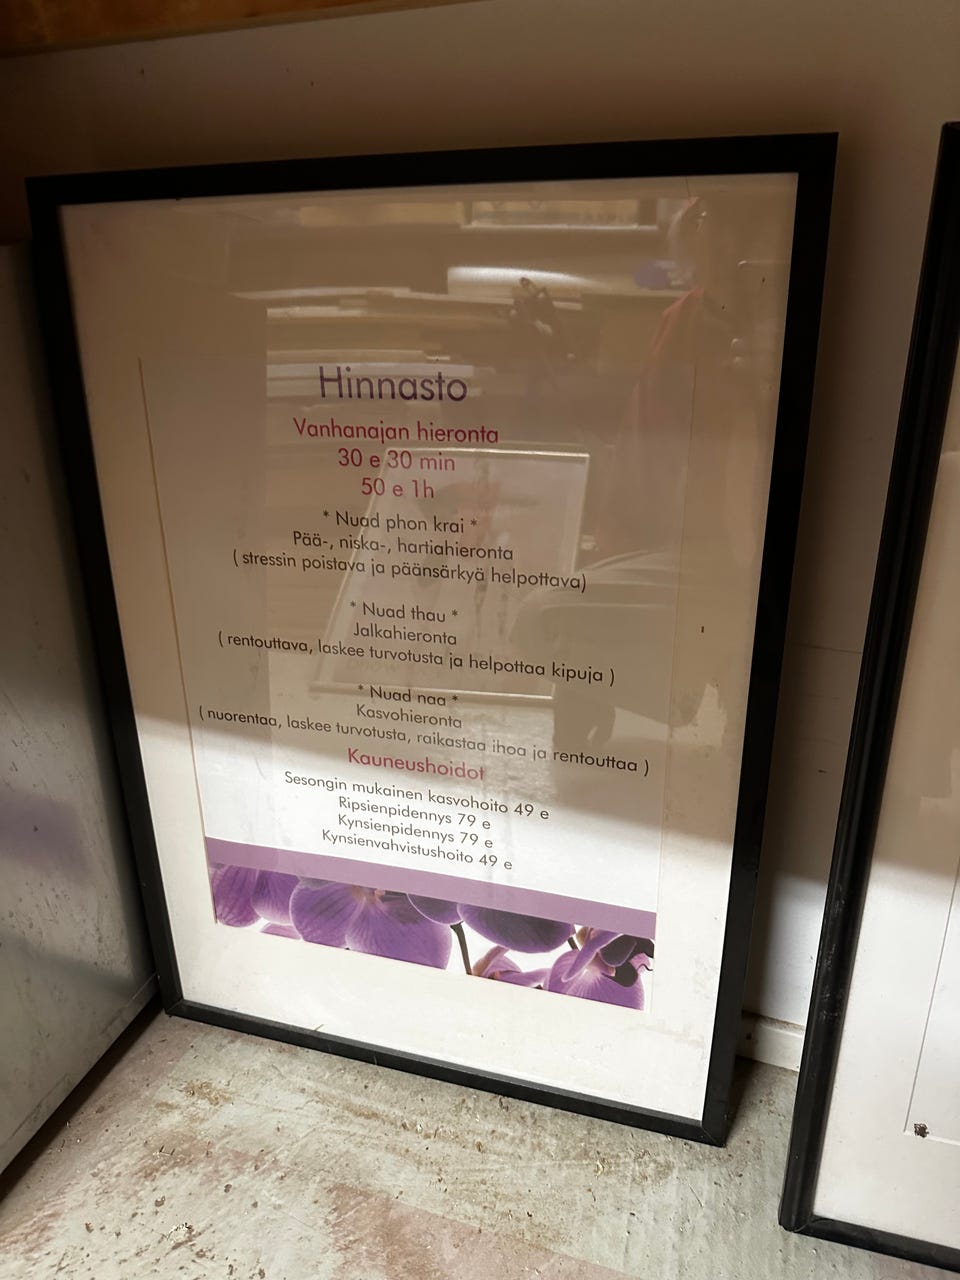 Hinnasto
Vanhanajan hieronta
30 e 30 min
50 e 1h
* Nuad phon krai *
Pää-, niska-, hartiahieronta
( stressin poistava ja päänsärkyä helpottava)
* Nuad thau *
Jalkahieronta
( rentouttava, laskee turvotusta ja helpottaa kipuja )
* Nuad naa *
Kasvohieronta
( nuorentaa, laskee turvotusta, raikastaa ihoa ja rentouttaa )
Kauneushoidot
Sesongin mukainen kasvohoito 49 e
Ripsienpidennys 79 e
Kynsienpidennys 79 e
Kynsienvahvistushoito 49 e